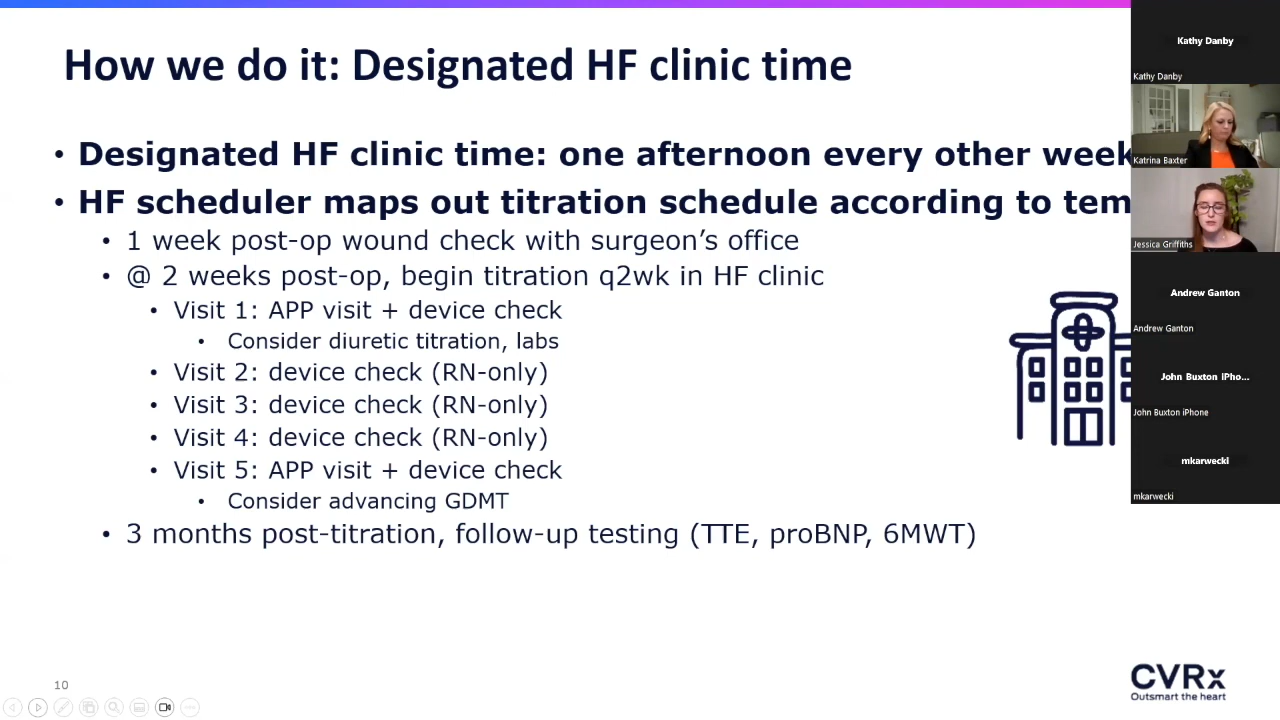 How we do it: Designated HF clinic time
• Designated HF clinic time: one afternoon every other week
• HF scheduler maps out titration schedule according to tem
• 1 week post-op wound check with surgeon’s office
• @ 2 weeks post-op, begin titration q2wk in HF clinic
• Visit 1: APP visit + device check
• Consider diuretic titration, labs
• Visit 2: device check (RN-only)
• Visit 3: device check (RN-only)
• Visit 4: device check (RN-only)
• Visit 5: APP visit + device check
• Consider advancing GDMT
• 3 months post-titration, follow-up testing (TTE, proBNP, 6MWT)
10
CVRx
Outsmart the heart
Kathy Danby
Kathy Danby
Katrina Baxter
Jessica Griffiths
Andrew Ganton
Andrew Ganton
John Buxton iPho...
John Buxton iPhone
mkarwecki
mkarwecki